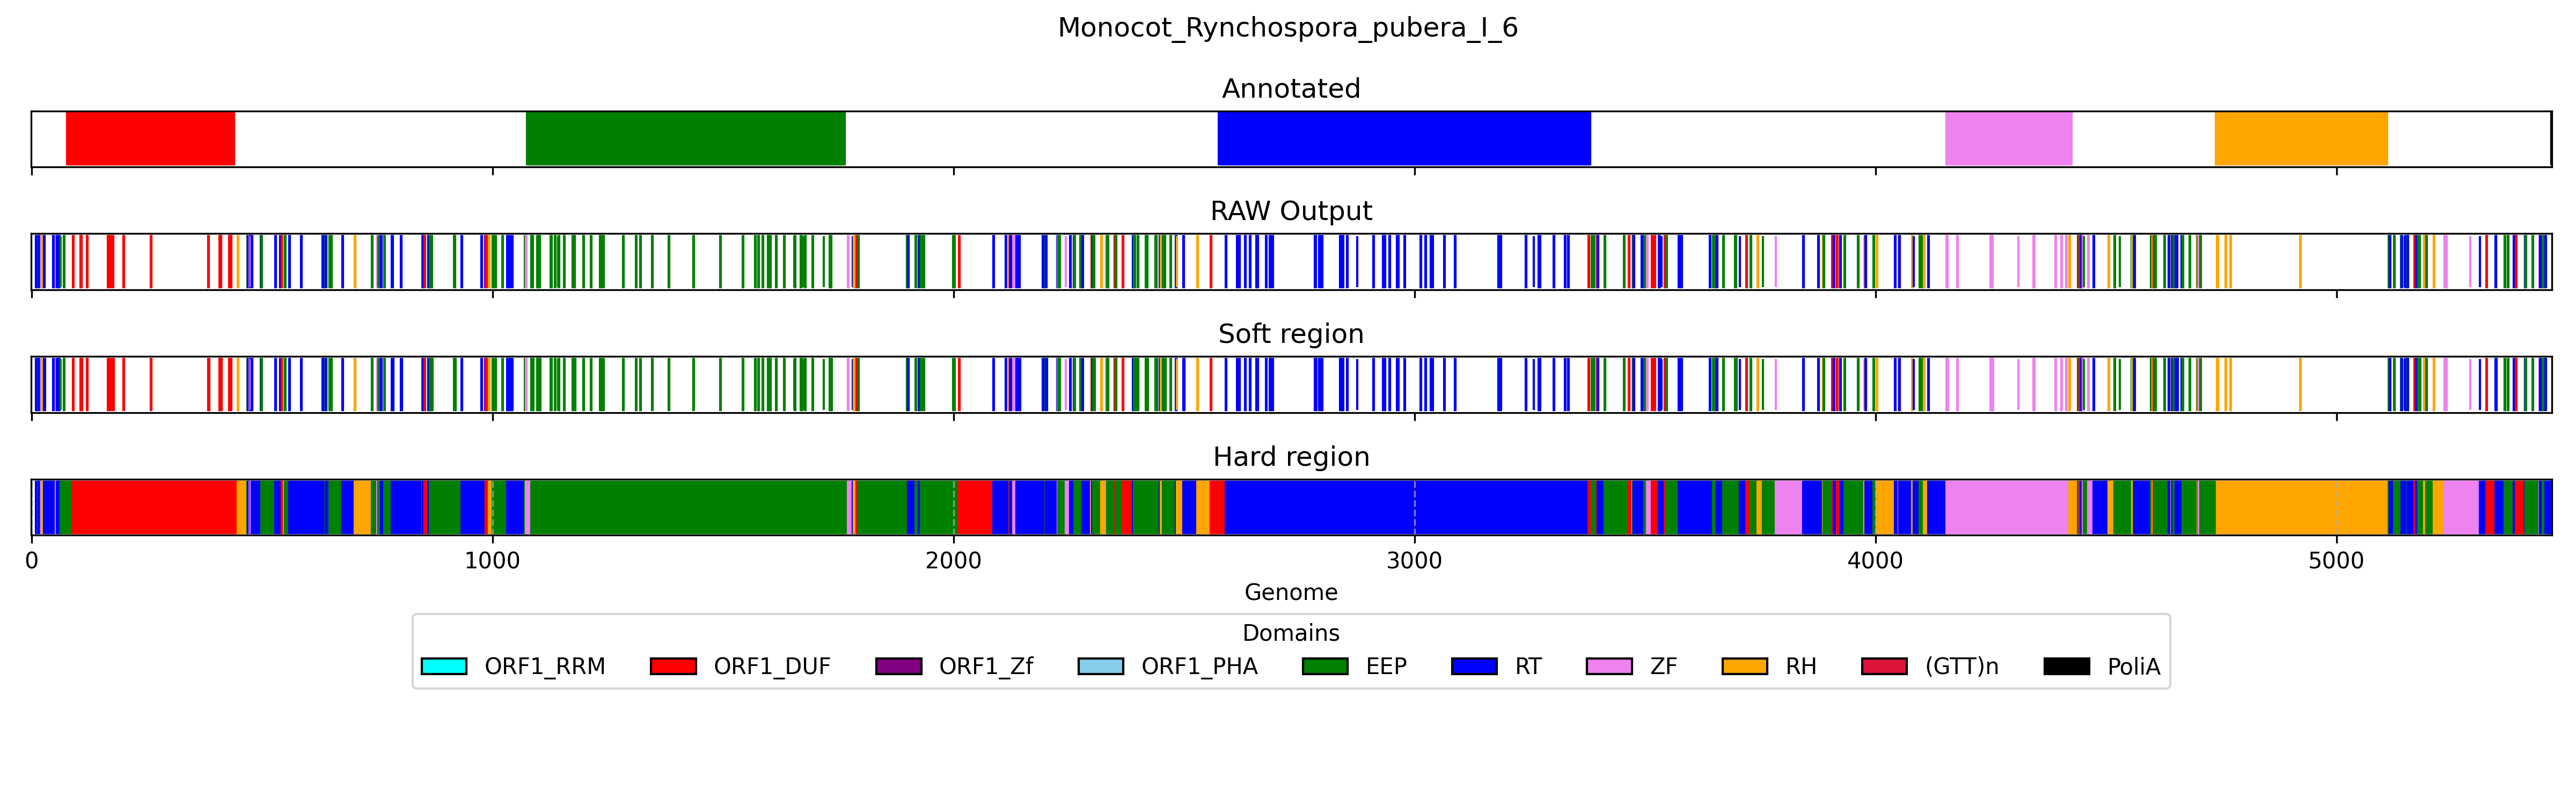 Monocot_Rynchospora_pubera_I_6
Annotated
RAW Output
Soft region
Hard region
0 1000 2000 3000 4000 5000
Genome
Domains
ORF1_RRM ORF1_DUF ORF1_Zf ORF1_PHA EEP RT ZF RH (GTT)n PoliA